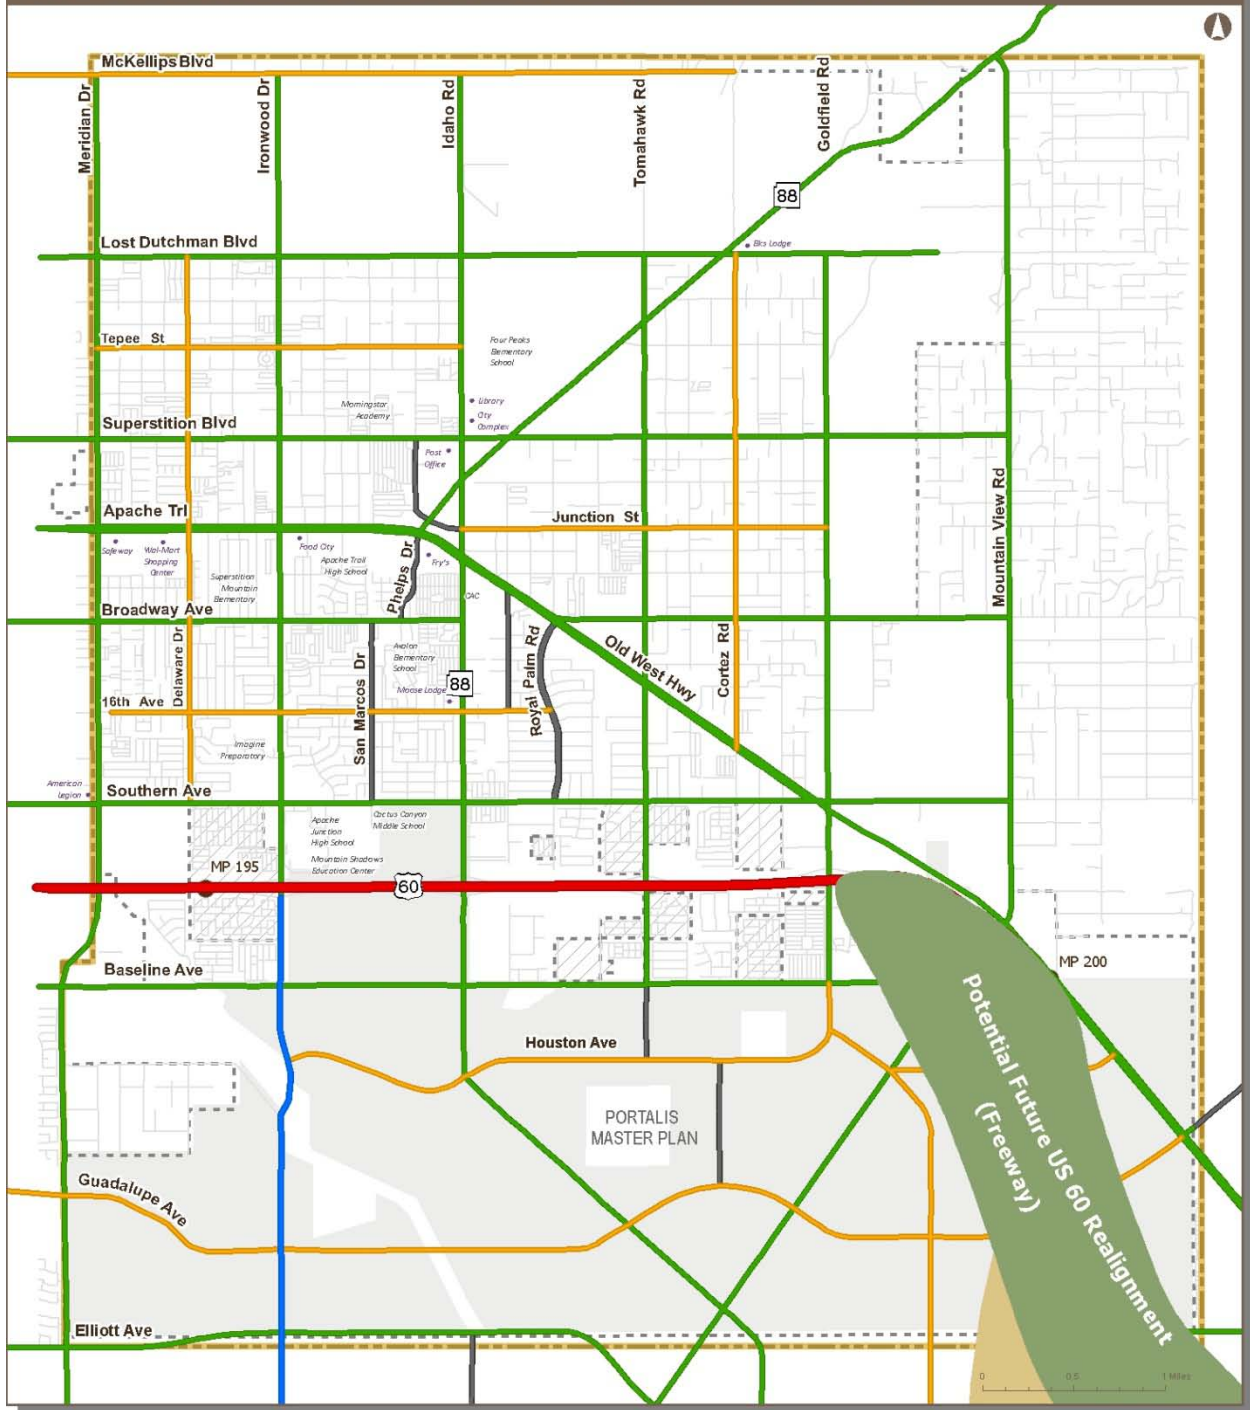 McKellips Blvd
Meridian Dr
Ironwood Dr
Idaho Rd
Tomahawk Rd
Goldfield Rd
88
Lost Dutchman Blvd
Elks Lodge
Tepee St
Four Peaks
Elementary
School
Library
City
Complex
Morningstar
Academy
Superstition Blvd
Post
Office
Mountain View Rd
Apache Trl
Junction St
Safeway
Wal-Mart
Shopping
Center
Food City
Apache Trail
High School
Fry's
Phelps Dr
Superstition
Mountain
Elementary
CAC
Broadway Ave
Delaware Dr
San Marcos Dr
Avalon
Elementary
School
Moose Lodge
88
Royal Palm Rd
Old West Hwy
Cortez Rd
16th Ave
Imagine
Preparatory
American
Legion
Southern Ave
Apache
Junction
High School
Cactus Canyon
Middle School
Mountain Shadows
Education Center
MP 195
60
Baseline Ave
MP 200
Houston Ave
PORTALIS
MASTER PLAN
Potential Future US 60 Realignment
(Freeway)
Guadalupe Ave
Elliott Ave
0 0.5 1 Miles